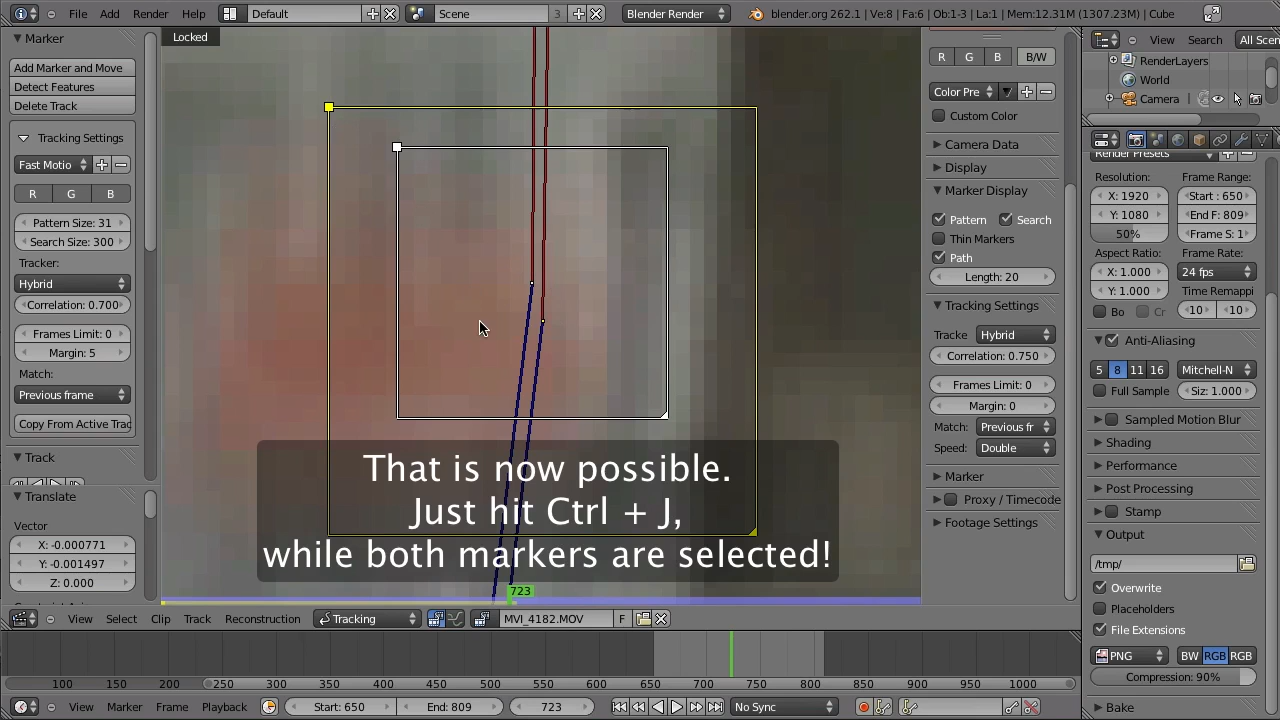 File Add Render Help
Default
Scene
3
Blender Render
blender.org 262.1 | Ve:8 | Fa:6 | Ob:1-3 | La:1 | Mem:12.31M (1307.23M) | Cube
Marker
Add Marker and Move
Detect Features
Delete Track
Tracking Settings
Fast Motio
R G B
Pattern Size: 31
Search Size: 300
Tracker:
Hybrid
Correlation: 0.700
Frames Limit: 0
Margin: 5
Match:
Previous frame
Copy From Active Trac
Track
Translate
Vector
X: -0.000771
Y: -0.001497
Z: 0.000
Locked
That is now possible.
Just hit Ctrl + J,
while both markers are selected!
723
R G B B/W
Color Pre
Custom Color
Camera Data
Display
Marker Display
Pattern Search
Thin Markers
Path
Length: 20
Tracking Settings
Tracke Hybrid
Correlation: 0.750
Frames Limit: 0
Margin: 0
Match: Previous fr
Speed: Double
Marker
Proxy / Timecode
Footage Settings
View Search All Scen
RenderLayers
World
Camera
Render Presets
Resolution: Frame Range:
X: 1920 Start : 650
Y: 1080 End F: 809
50% Frame S: 1
Aspect Ratio: Frame Rate:
X: 1.000 24 fps
Y: 1.000 Time Remappi
Bo Cr 10 10
Anti-Aliasing
5 8 11 16 Mitchell-N
Full Sample Siz: 1.000
Sampled Motion Blur
Shading
Performance
Post Processing
Stamp
Output
/tmp/
Overwrite
Placeholders
File Extensions
PNG BW RGB RGB
Compression: 90%
Bake
View Select Clip Track Reconstruction
Tracking
MVI_4182.MOV
F
100 150 200 250 300 350 400 450 500 550 600 650 700 750 800 850 900 950 1000
View Marker Frame Playback
Start: 650
End: 809
723
No Sync